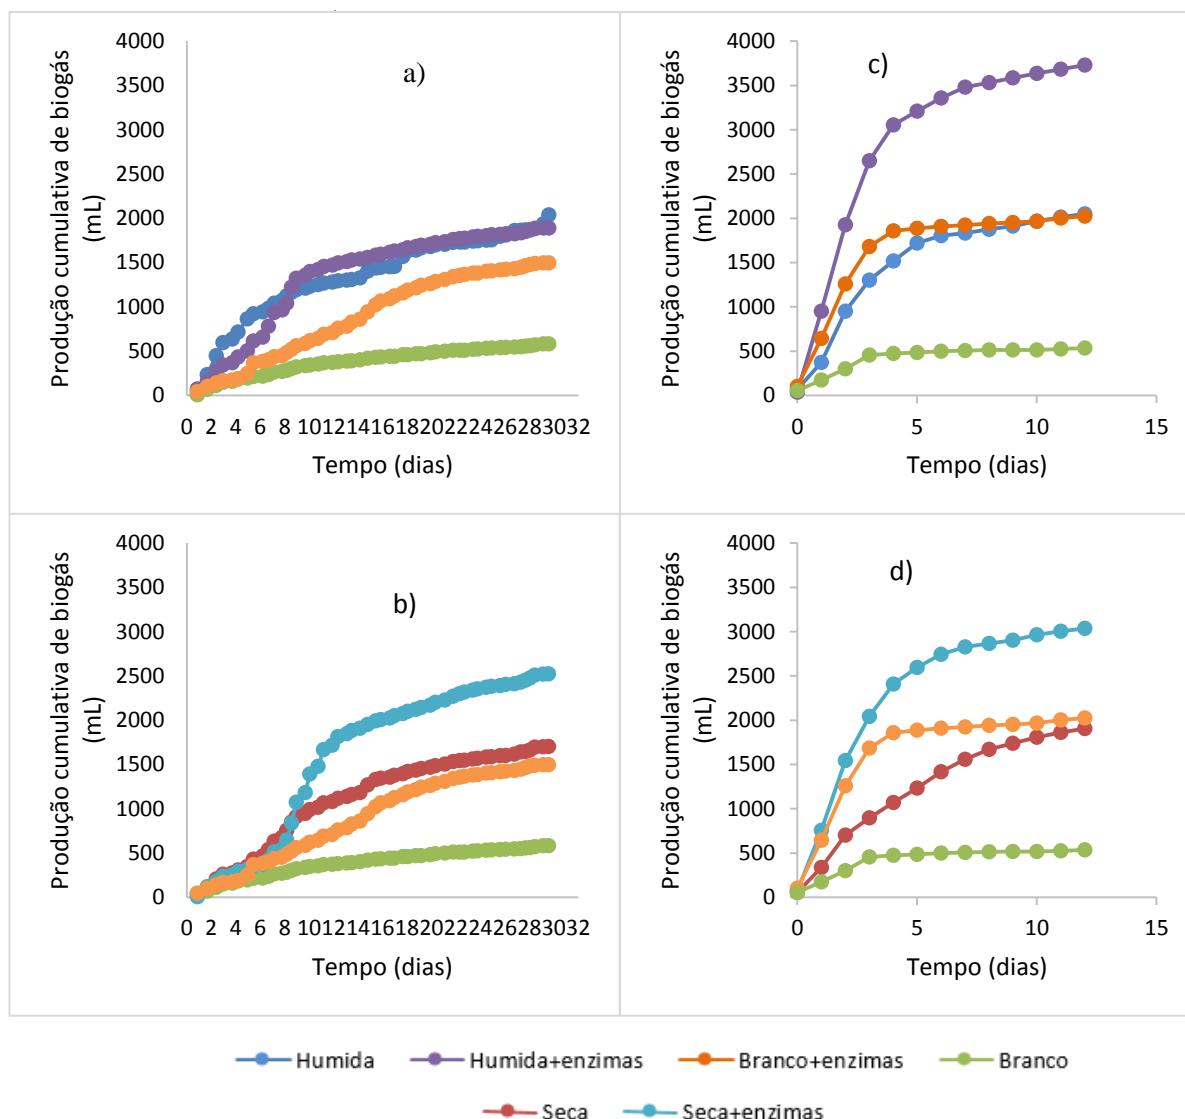 4000
3500
3000
2500
2000
1500
1000
500
0
Produção cumulativa de biogás
(mL)
a)
0 2 4 6 8 101214161820222426283032
Tempo (dias)
4000
3500
3000
2500
2000
1500
1000
500
0
Produção cumulativa de biogás
(mL)
c)
0 5 10 15
Tempo (dias)
4000
3500
3000
2500
2000
1500
1000
500
0
Produção cumulativa de biogás
(mL)
b)
0 2 4 6 8 101214161820222426283032
Tempo (dias)
4000
3500
3000
2500
2000
1500
1000
500
0
Produção cumulativa de biogás
(mL)
d)
0 5 10 15
Tempo (dias)
Humida Humida+enzimas Branco+enzimas Branco
Seca Seca+enzimas